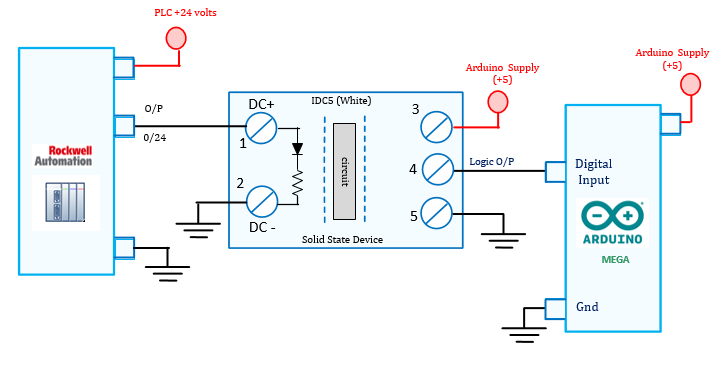 PLC +24 volts
O/P
0/24
Rockwell
Automation
IDC5 (White)
DC+
1
2
DC -
circuit
3
4
5
Solid State Device
Arduino Supply
(+5)
Logic O/P
Arduino Supply
(+5)
Digital
Input
ARDUINO
MEGA
Gnd